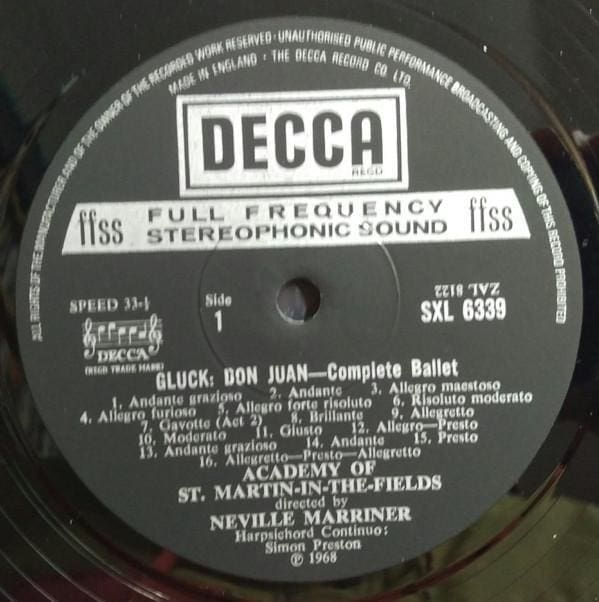 ALL RIGHTS OF THE MANUFACTURER AND OF THE OWNER OF THE RECORDED WORK RESERVED · UNAUTHORISED PUBLIC PERFORMANCE BROADCASTING AND COPYING OF THIS RECORD PROHIBITED
MADE IN ENGLAND · THE DECCA RECORD CO. LTD.
DECCA
REGD
ffss FULL FREQUENCY STEREOPHONIC SOUND ffss
SPEED 33-⅓
DECCA
(REGD TRADE MARK)
Side
1
ZAL 8122
SXL 6339
GLUCK: DON JUAN—Complete Ballet
1. Andante grazioso 2. Andante 3. Allegro maestoso
4. Allegro furioso 5. Allegro forte risoluto 6. Risoluto moderato
7. Gavotte (Act 2) 8. Brillante 9. Allegretto
10. Moderato 11. Giusto 12. Allegro—Presto
13. Andante grazioso 14. Andante 15. Presto
16. Allegretto—Presto—Allegretto
ACADEMY OF
ST. MARTIN-IN-THE-FIELDS
directed by
NEVILLE MARRINER
Harpsichord Continuo:
Simon Preston
℗ 1968